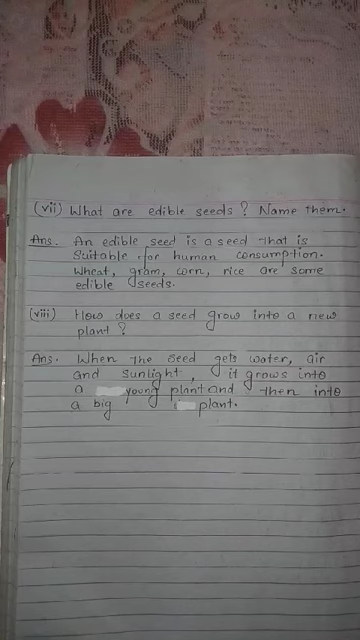 (vii) What are edible seeds? Name them.
Ans. An edible seed is a seed that is
suitable for human consumption.
Wheat, gram, corn, rice are some
edible seeds.
(viii) How does a seed grow into a new
plant?
Ans. When the seed gets water, air
and sunlight, it grows into
a young plant and then into
a big plant.